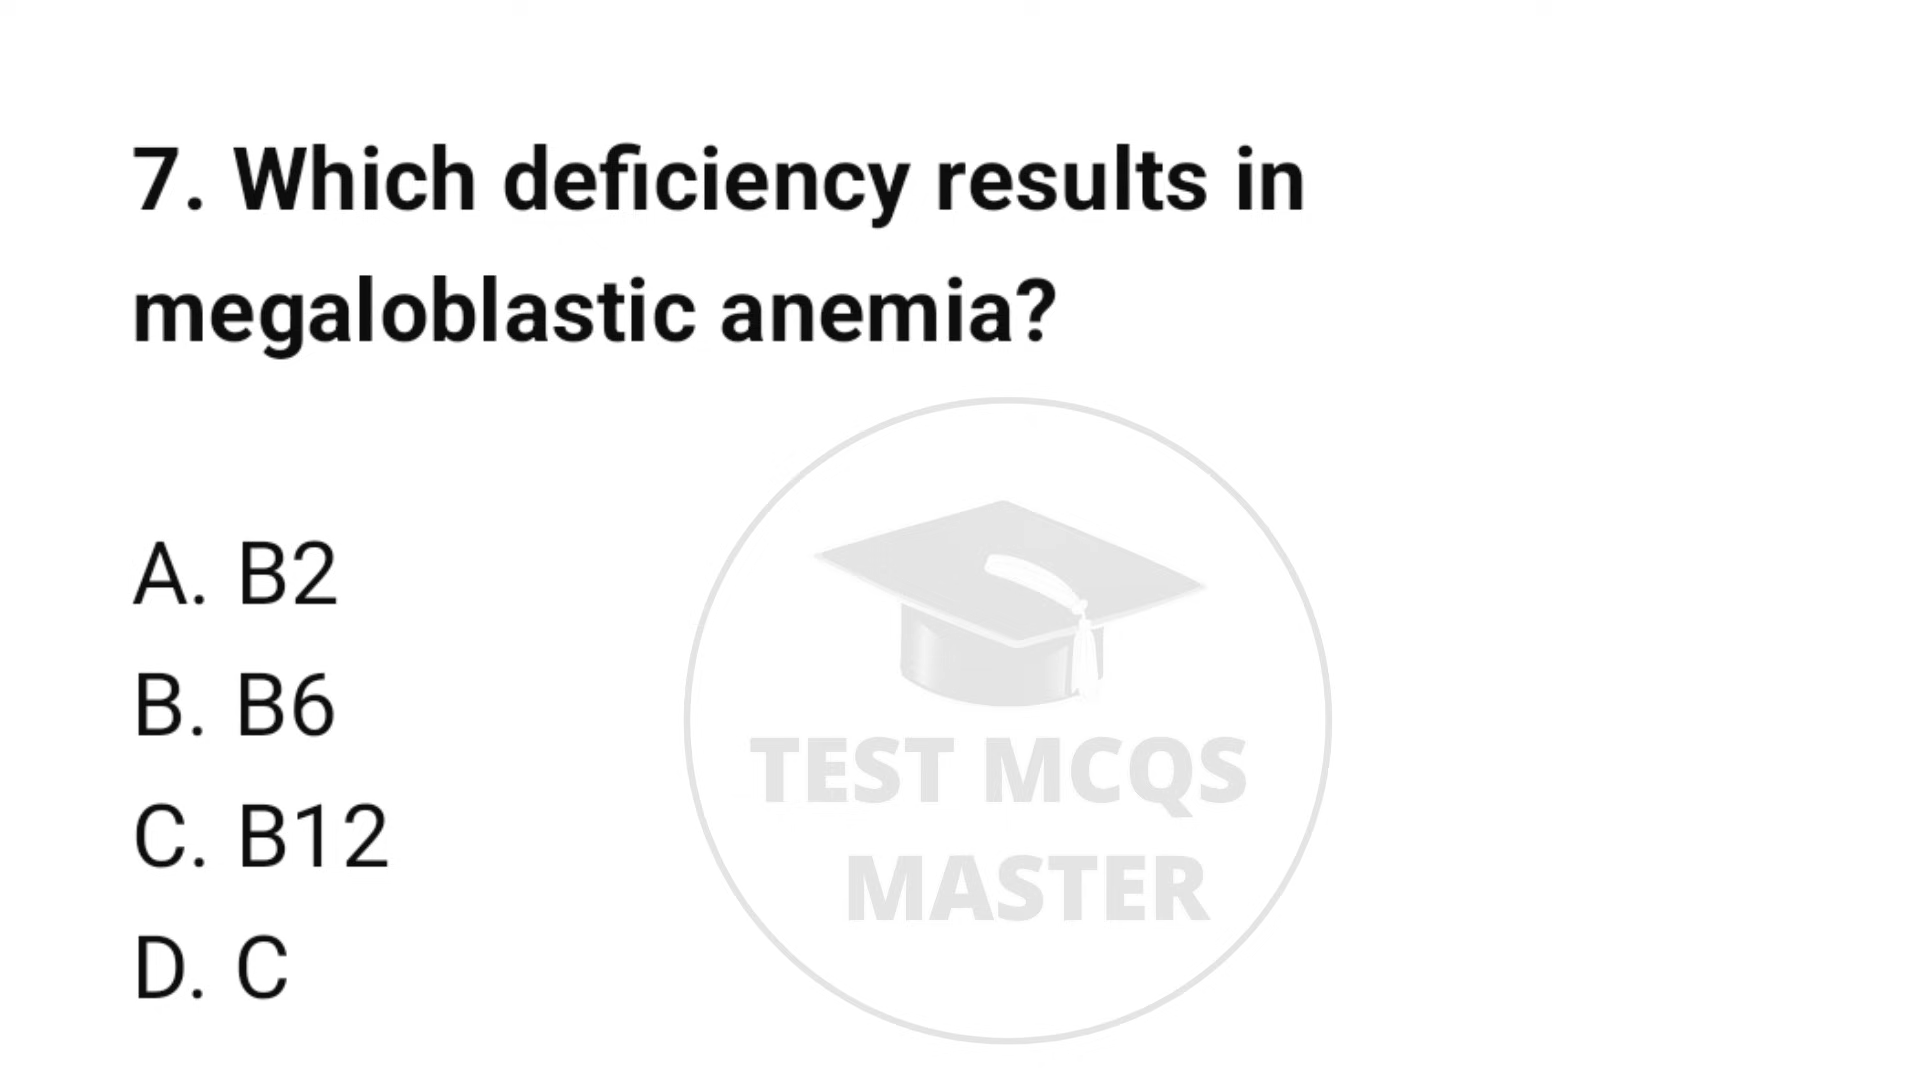 7. Which deficiency results in
megaloblastic anemia?
A. B2
B. B6
C. B12
D. C
TEST MCQS
MASTER